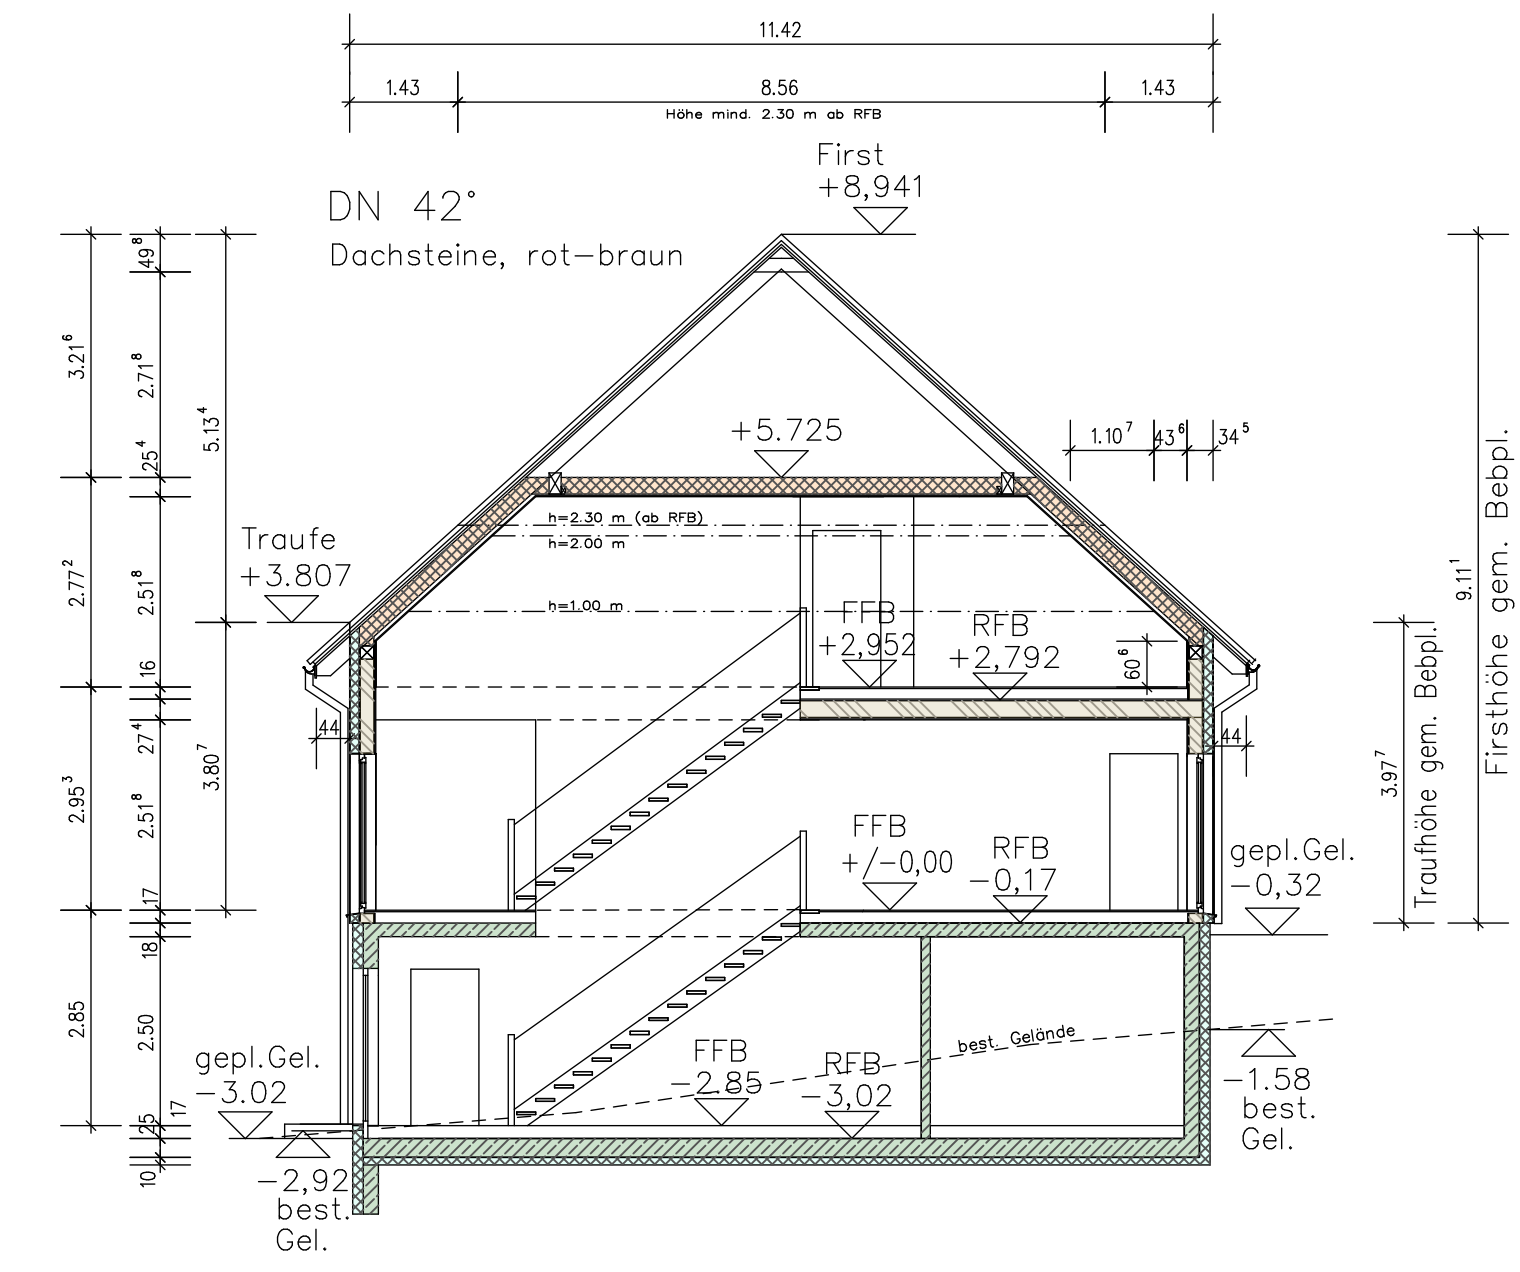 11.42
1.43
8.56
1.43
Höhe mind. 2.30 m ab RFB
First
+8,941
DN 42°
Dachsteine, rot-braun
49⁸
3.21⁶
2.71⁸
5.13⁴
25⁴
+5.725
1.10⁷
43⁶
34⁵
h=2.30 m (ab RFB)
h=2.00 m
h=1.00 m
Traufe
+3.807
2.77²
2.51⁸
16
FFB
+2,952
RFB
+2,792
60⁶
9.11¹
Firsthöhe gem. Bebpl.
3.97⁷
Traufhöhe gem. Bebpl.
44
44
27⁴
3.80⁷
2.95³
2.51⁸
17
FFB
+/-0,00
RFB
-0,17
gepl.Gel.
-0,32
18
2.85
2.50
best. Gelände
gepl.Gel.
-3.02
FFB
-2.85
RFB
-3,02
-1.58
best.
Gel.
17
25
10
-2,92
best.
Gel.